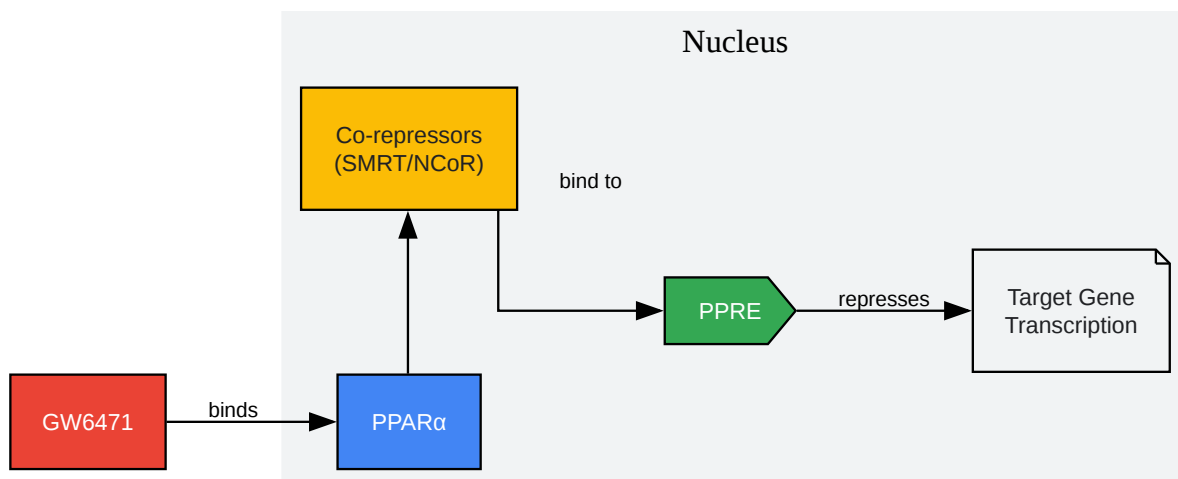 Nucleus
Co-repressors
(SMRT/NCoR)
bind to
PPRE
represses
Target Gene
Transcription
GW6471
binds
PPARα